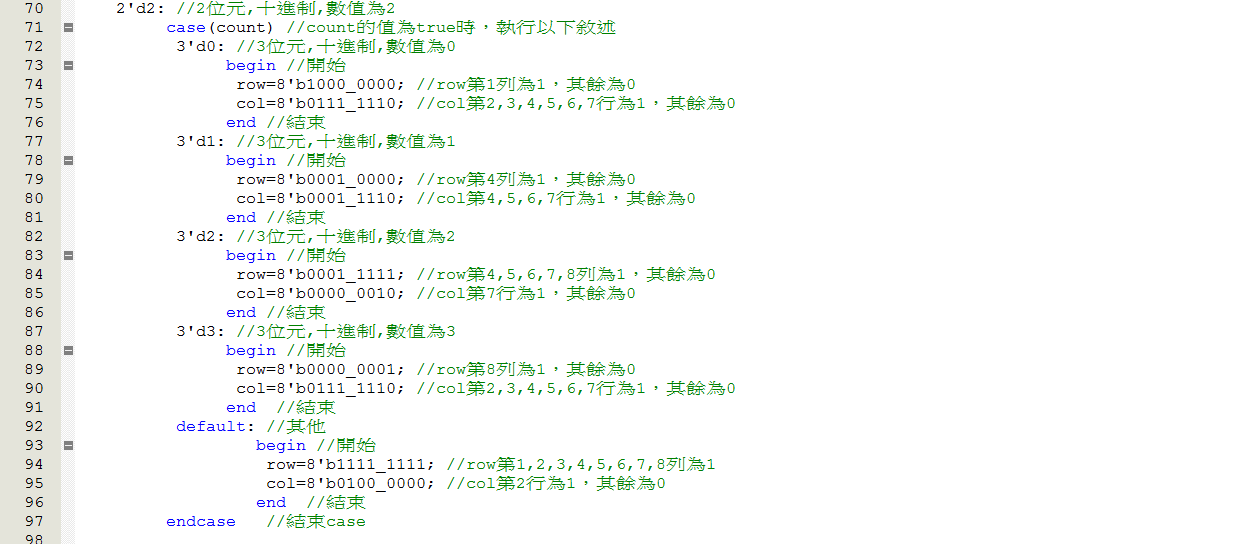 70 2'd2: //2位元,十進制,數值為2
71 case(count) //count的值為true時，執行以下敘述
72 3'd0: //3位元,十進制,數值為0
73 begin //開始
74 row=8'b1000_0000; //row第1列為1，其餘為0
75 col=8'b0111_1110; //col第2,3,4,5,6,7行為1，其餘為0
76 end //結束
77 3'd1: //3位元,十進制,數值為1
78 begin //開始
79 row=8'b0001_0000; //row第4列為1，其餘為0
80 col=8'b0001_1110; //col第4,5,6,7行為1，其餘為0
81 end //結束
82 3'd2: //3位元,十進制,數值為2
83 begin //開始
84 row=8'b0001_1111; //row第4,5,6,7,8列為1，其餘為0
85 col=8'b0000_0010; //col第7行為1，其餘為0
86 end //結束
87 3'd3: //3位元,十進制,數值為3
88 begin //開始
89 row=8'b0000_0001; //row第8列為1，其餘為0
90 col=8'b0111_1110; //col第2,3,4,5,6,7行為1，其餘為0
91 end //結束
92 default: //其他
93 begin //開始
94 row=8'b1111_1111; //row第1,2,3,4,5,6,7,8列為1
95 col=8'b0100_0000; //col第2行為1，其餘為0
96 end //結束
97 endcase //結束case
98